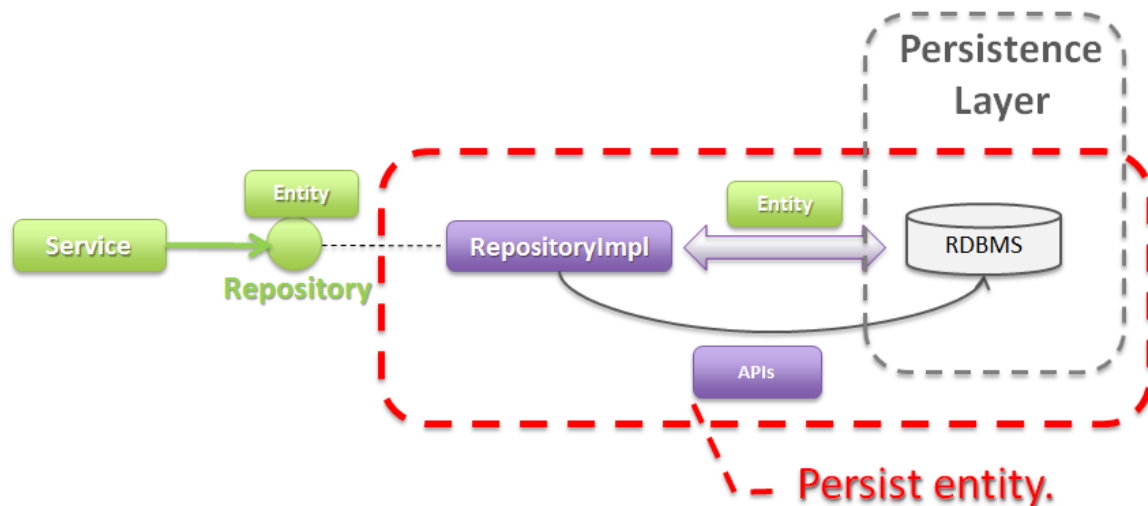 Persistence
Layer
Entity
Entity
Service
RepositoryImpl
RDBMS
Repository
APIs
Persist entity.